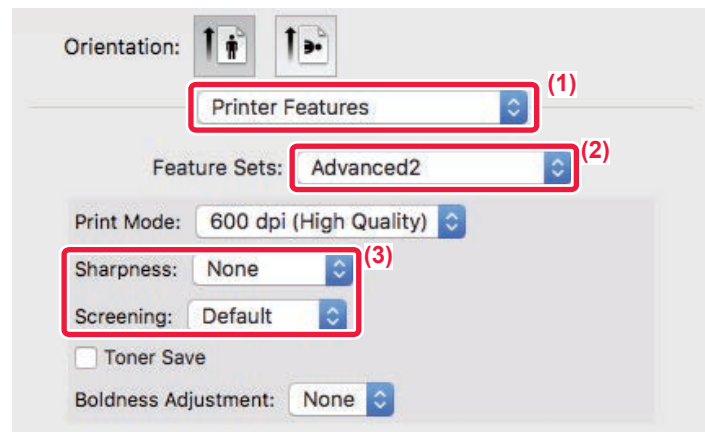 Orientation:
(1)
Printer Features
(2)
Feature Sets: Advanced2
Print Mode: 600 dpi (High Quality)
(3)
Sharpness: None
Screening: Default
Toner Save
Boldness Adjustment: None